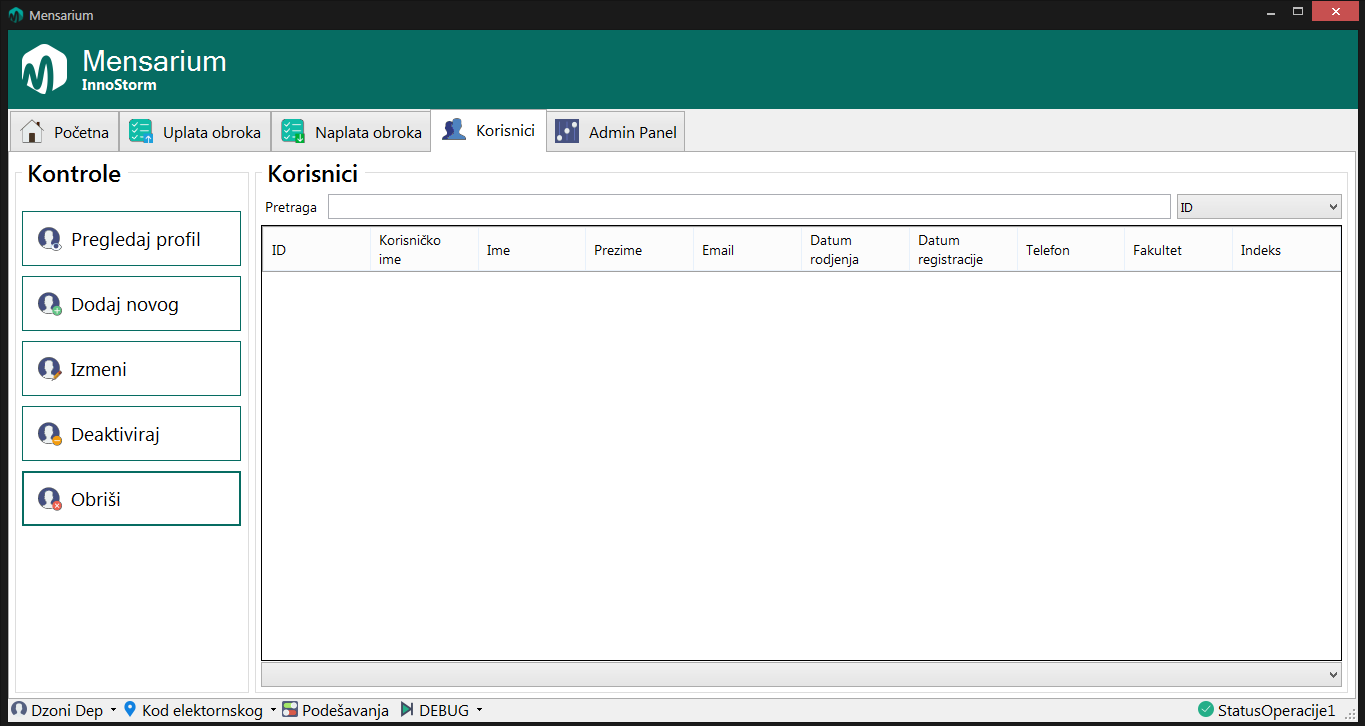 Mensarium
Mensarium
InnoStorm
Početna
Uplata obroka
Naplata obroka
Korisnici
Admin Panel
Kontrole
Pregledaj profil
Dodaj novog
Izmeni
Deaktiviraj
Obriši
Korisnici
Pretraga
ID
ID
Korisničko
ime
Ime
Prezime
Email
Datum
rodjenja
Datum
registracije
Telefon
Fakultet
Indeks
Dzoni Dep
Kod elektornskog
Podešavanja
DEBUG
StatusOperacije1